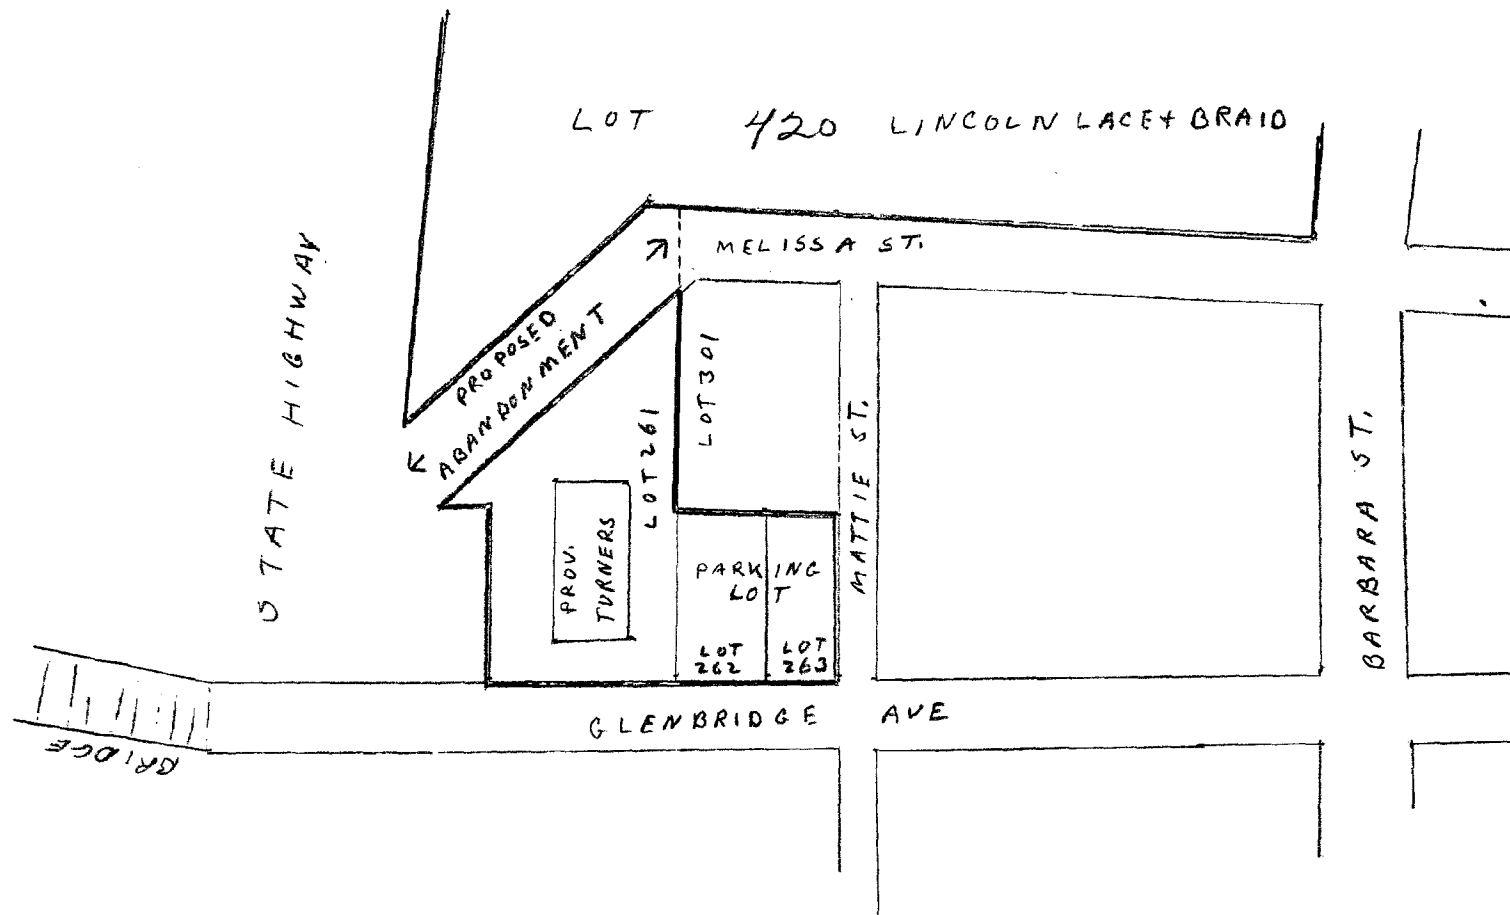 LOT 420 LINCOLN LACE & BRAID
MELISSA ST.
STATE HIGHWAY
PROPOSED
ABANDONMENT
LOT 261
LOT 301
MATTIE ST.
BARBARA ST.
PROV.
TURNERS
PARKING
LOT
LOT
262
LOT
263
GLENBRIDGE AVE
BRIDGE